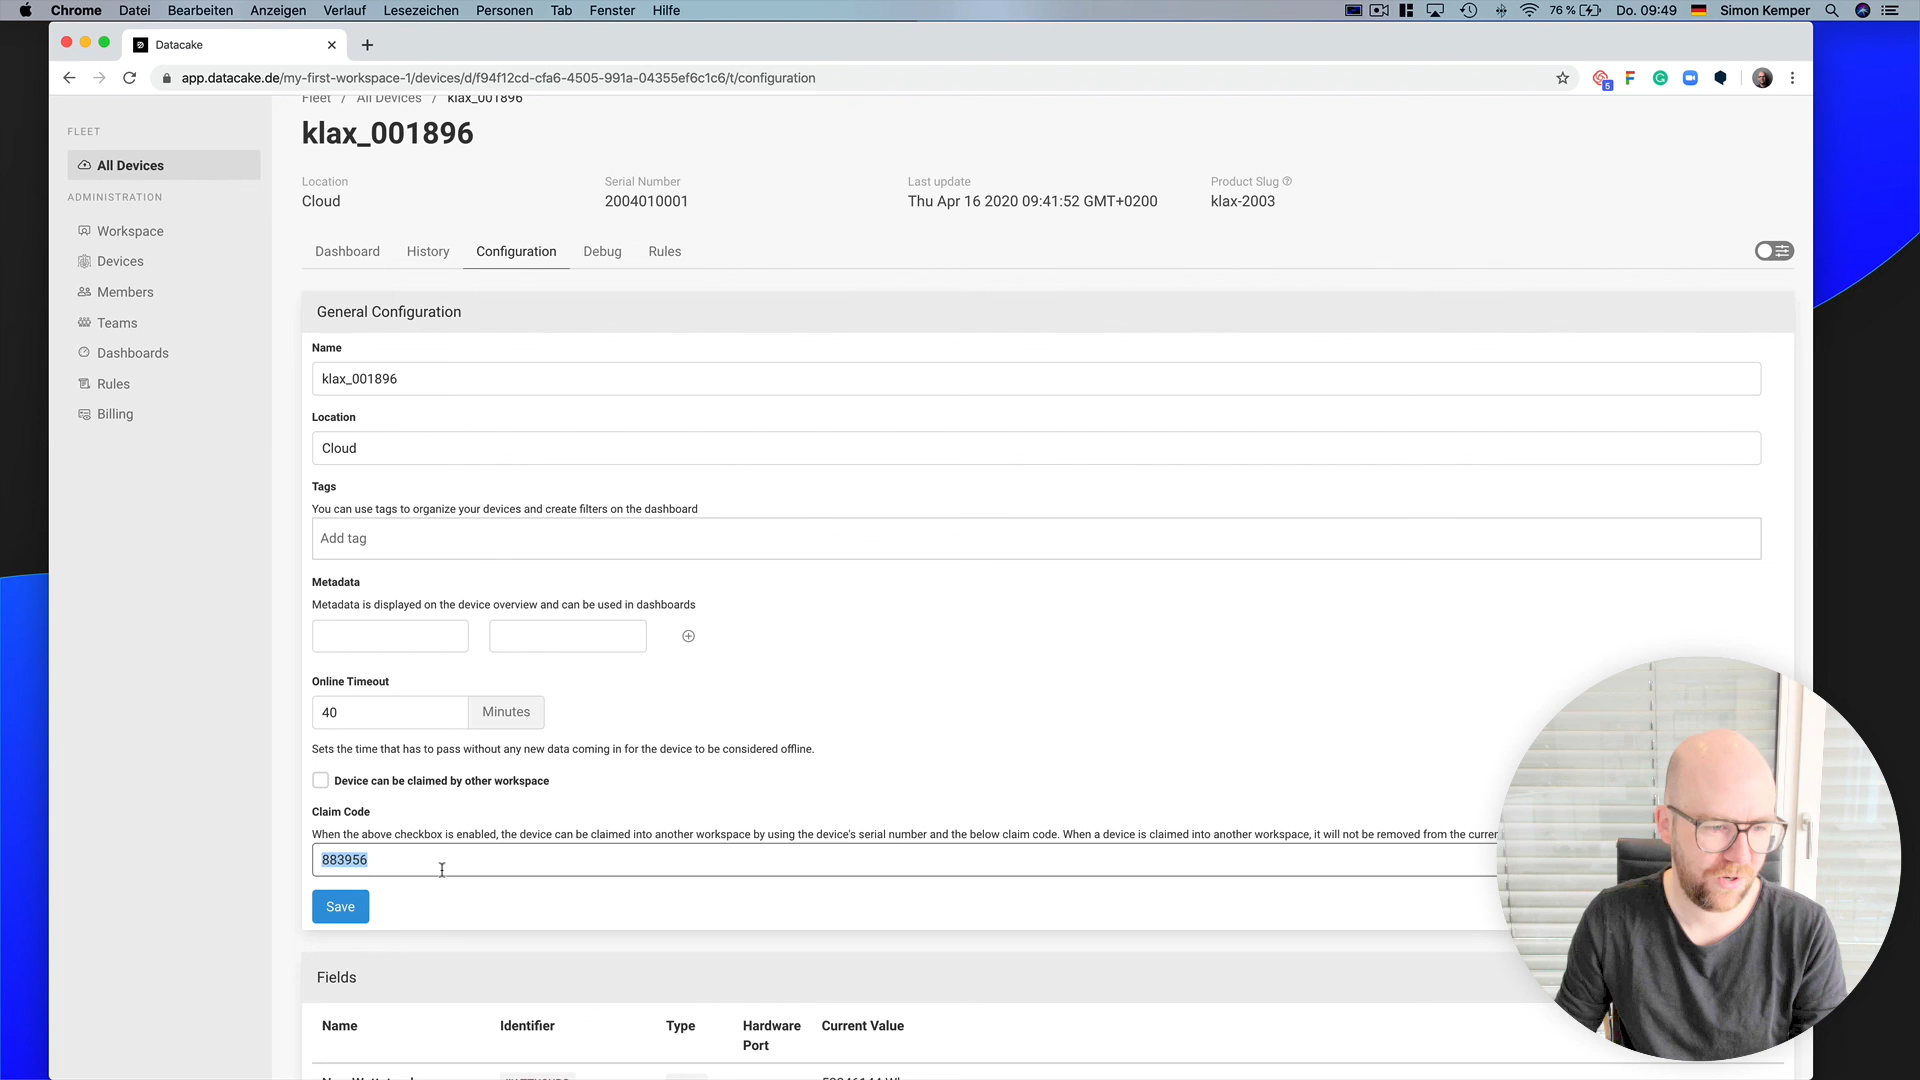 Chrome Datei Bearbeiten Anzeigen Verlauf Lesezeichen Personen Tab Fenster Hilfe 76 % Do. 09:49 Simon Kemper
Datacake
app.datacake.de/my-first-workspace-1/devices/d/f94f12cd-cfa6-4505-991a-04355ef6c1c6/t/configuration
5
Fleet / All Devices / klax_001896
FLEET
All Devices
ADMINISTRATION
Workspace
Devices
Members
Teams
Dashboards
Rules
Billing
klax_001896
Location
Cloud
Serial Number
2004010001
Last update
Thu Apr 16 2020 09:41:52 GMT+0200
Product Slug
klax-2003
Dashboard History Configuration Debug Rules
General Configuration
Name
klax_001896
Location
Cloud
Tags
You can use tags to organize your devices and create filters on the dashboard
Add tag
Metadata
Metadata is displayed on the device overview and can be used in dashboards
Online Timeout
40 Minutes
Sets the time that has to pass without any new data coming in for the device to be considered offline.
Device can be claimed by other workspace
Claim Code
When the above checkbox is enabled, the device can be claimed into another workspace by using the device's serial number and the below claim code. When a device is claimed into another workspace, it will not be removed from the curren
883956
Save
Fields
Name Identifier Type Hardware Port Current Value